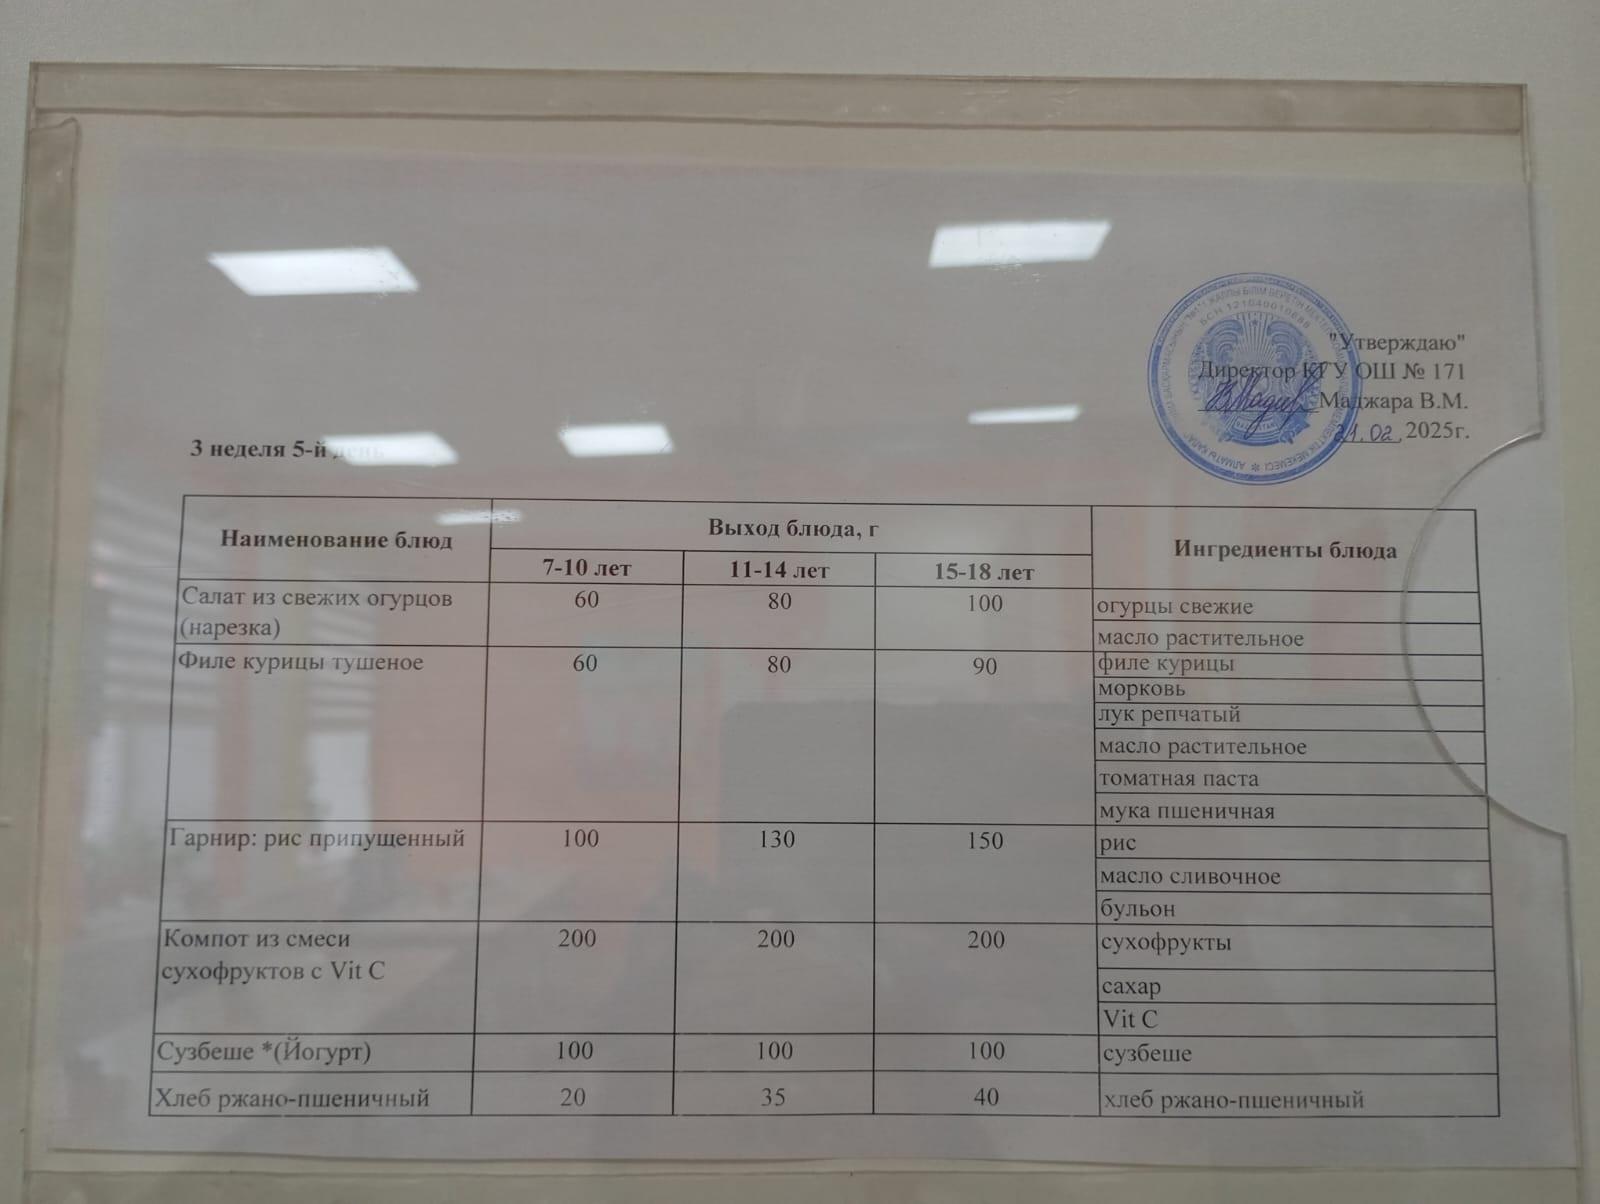 "Утверждаю"
Директор КГУ ОШ № 171
Маджара В.М.
21.02.2025г.
3 неделя 5-й день
Наименование блюд
Выход блюда, г
Ингредиенты блюда
7-10 лет
11-14 лет
15-18 лет
Салат из свежих огурцов
(нарезка)
60
80
100
огурцы свежие
масло растительное
Филе курицы тушеное
60
80
90
филе курицы
морковь
лук репчатый
масло растительное
томатная паста
мука пшеничная
Гарнир: рис припущенный
100
130
150
рис
масло сливочное
бульон
Компот из смеси
сухофруктов с Vit C
200
200
200
сухофрукты
сахар
Vit C
Сузбеше *(Йогурт)
100
100
100
сузбеше
Хлеб ржано-пшеничный
20
35
40
хлеб ржано-пшеничный